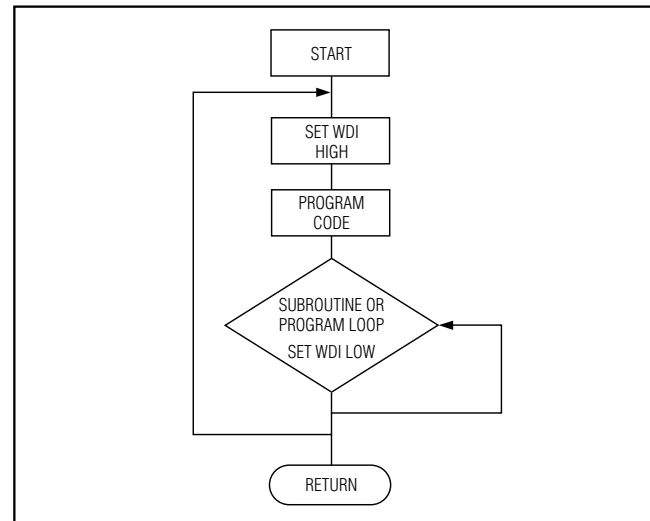 START
SET WDI
HIGH
PROGRAM
CODE
SUBROUTINE OR
PROGRAM LOOP
SET WDI LOW
RETURN